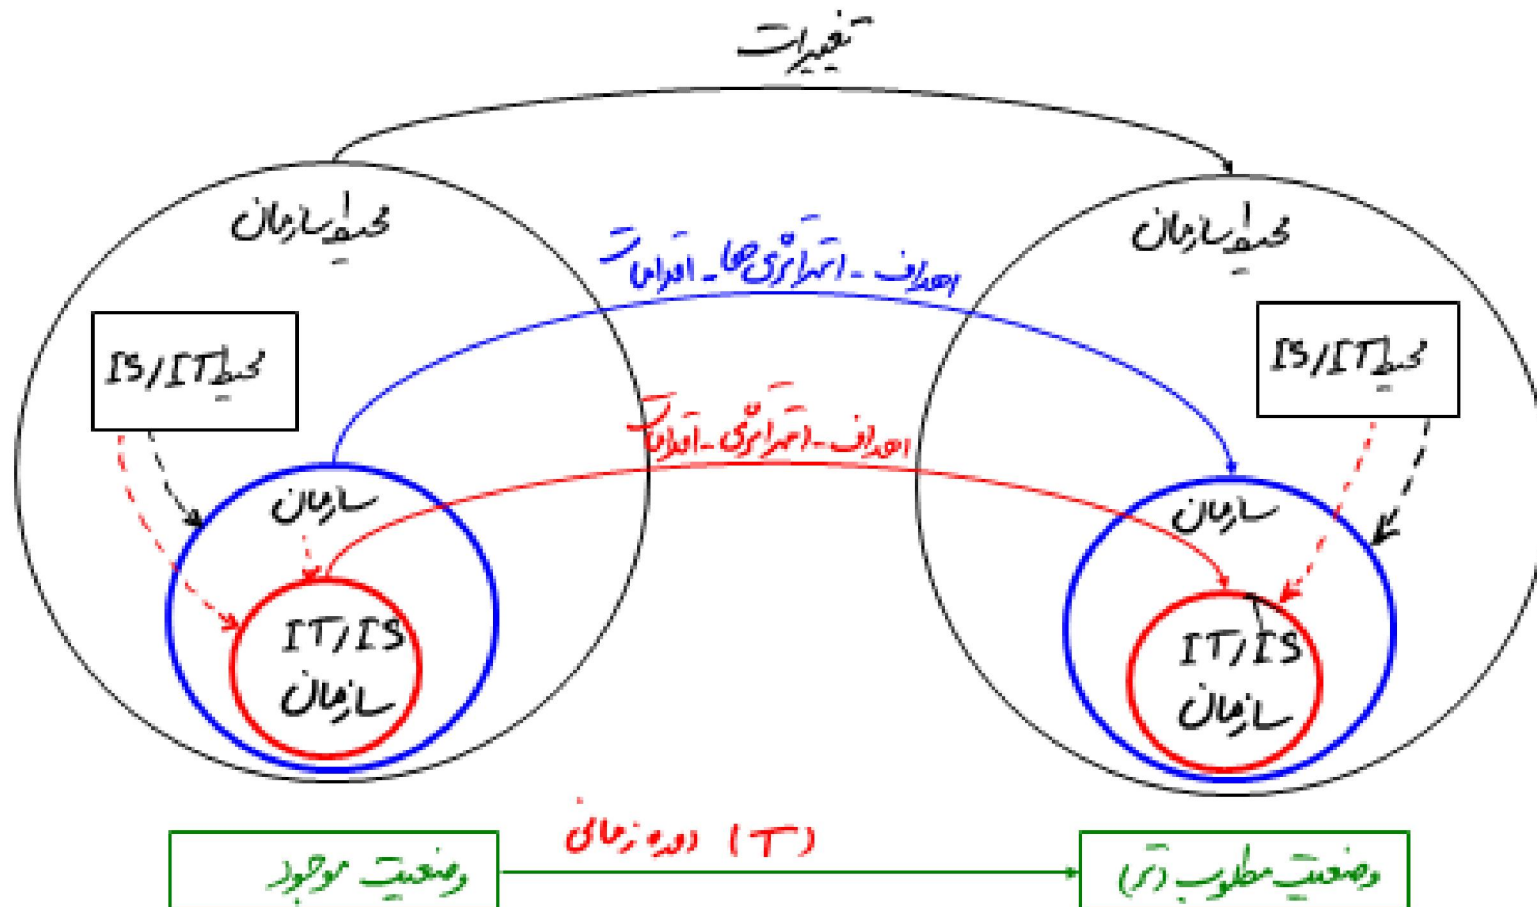 تغییرات
محیط سازمان
محیط سازمان
اهداف - استراتژی ها - اقدامات
محیط IS/IT
محیط IS/IT
اهداف - استراتژی - اقدامات
سازمان
سازمان
IT/IS
سازمان
IT/IS
سازمان
دوره زمانی (T)
وضعیت موجود
وضعیت مطلوب (تر)